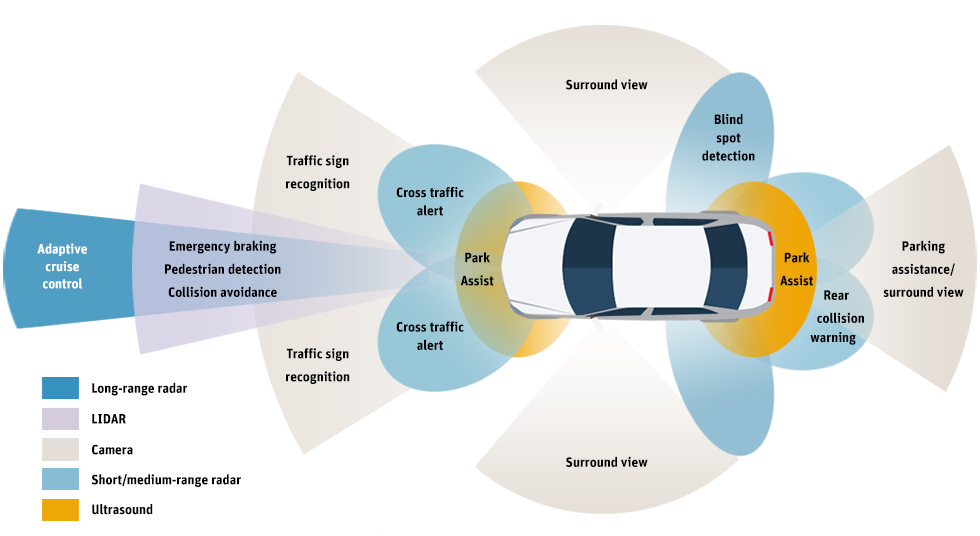 Surround view
Blind
spot
detection
Traffic sign
recognition
Cross traffic
alert
Adaptive
cruise
control
Emergency braking
Pedestrian detection
Collision avoidance
Park
Assist
Park
Assist
Parking
assistance/
surround view
Rear
collision
warning
Cross traffic
alert
Traffic sign
recognition
Surround view
Long-range radar
LIDAR
Camera
Short/medium-range radar
Ultrasound